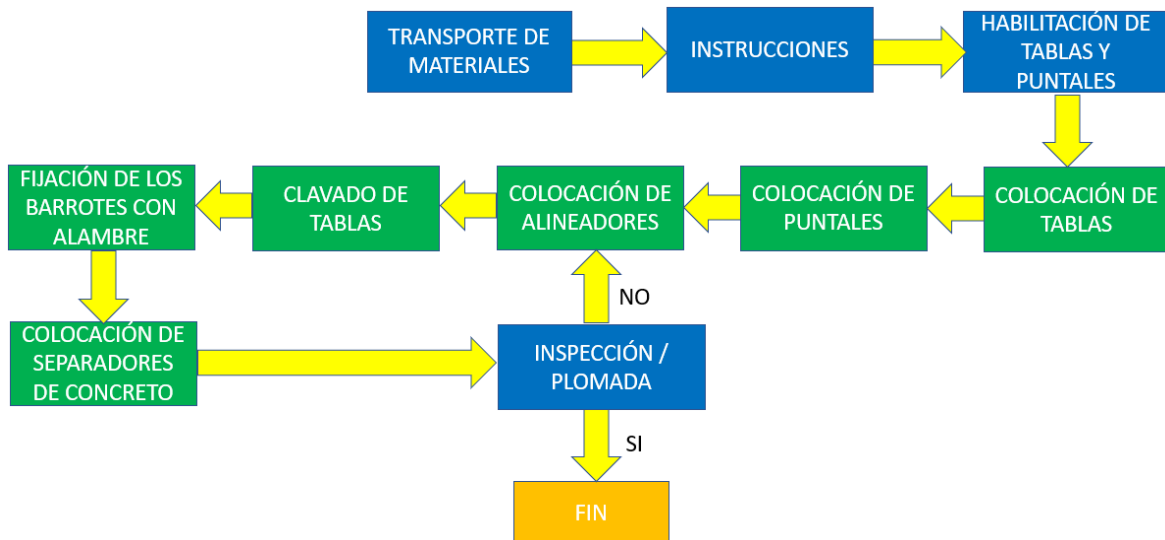 TRANSPORTE DE
MATERIALES
INSTRUCCIONES
HABILITACIÓN DE
TABLAS Y
PUNTALES
COLOCACIÓN DE
TABLAS
COLOCACIÓN DE
PUNTALES
COLOCACIÓN DE
ALINEADORES
CLAVADO DE
TABLAS
FIJACIÓN DE LOS
BARROTES CON
ALAMBRE
COLOCACIÓN DE
SEPARADORES
DE CONCRETO
INSPECCIÓN /
PLOMADA
NO
SI
FIN